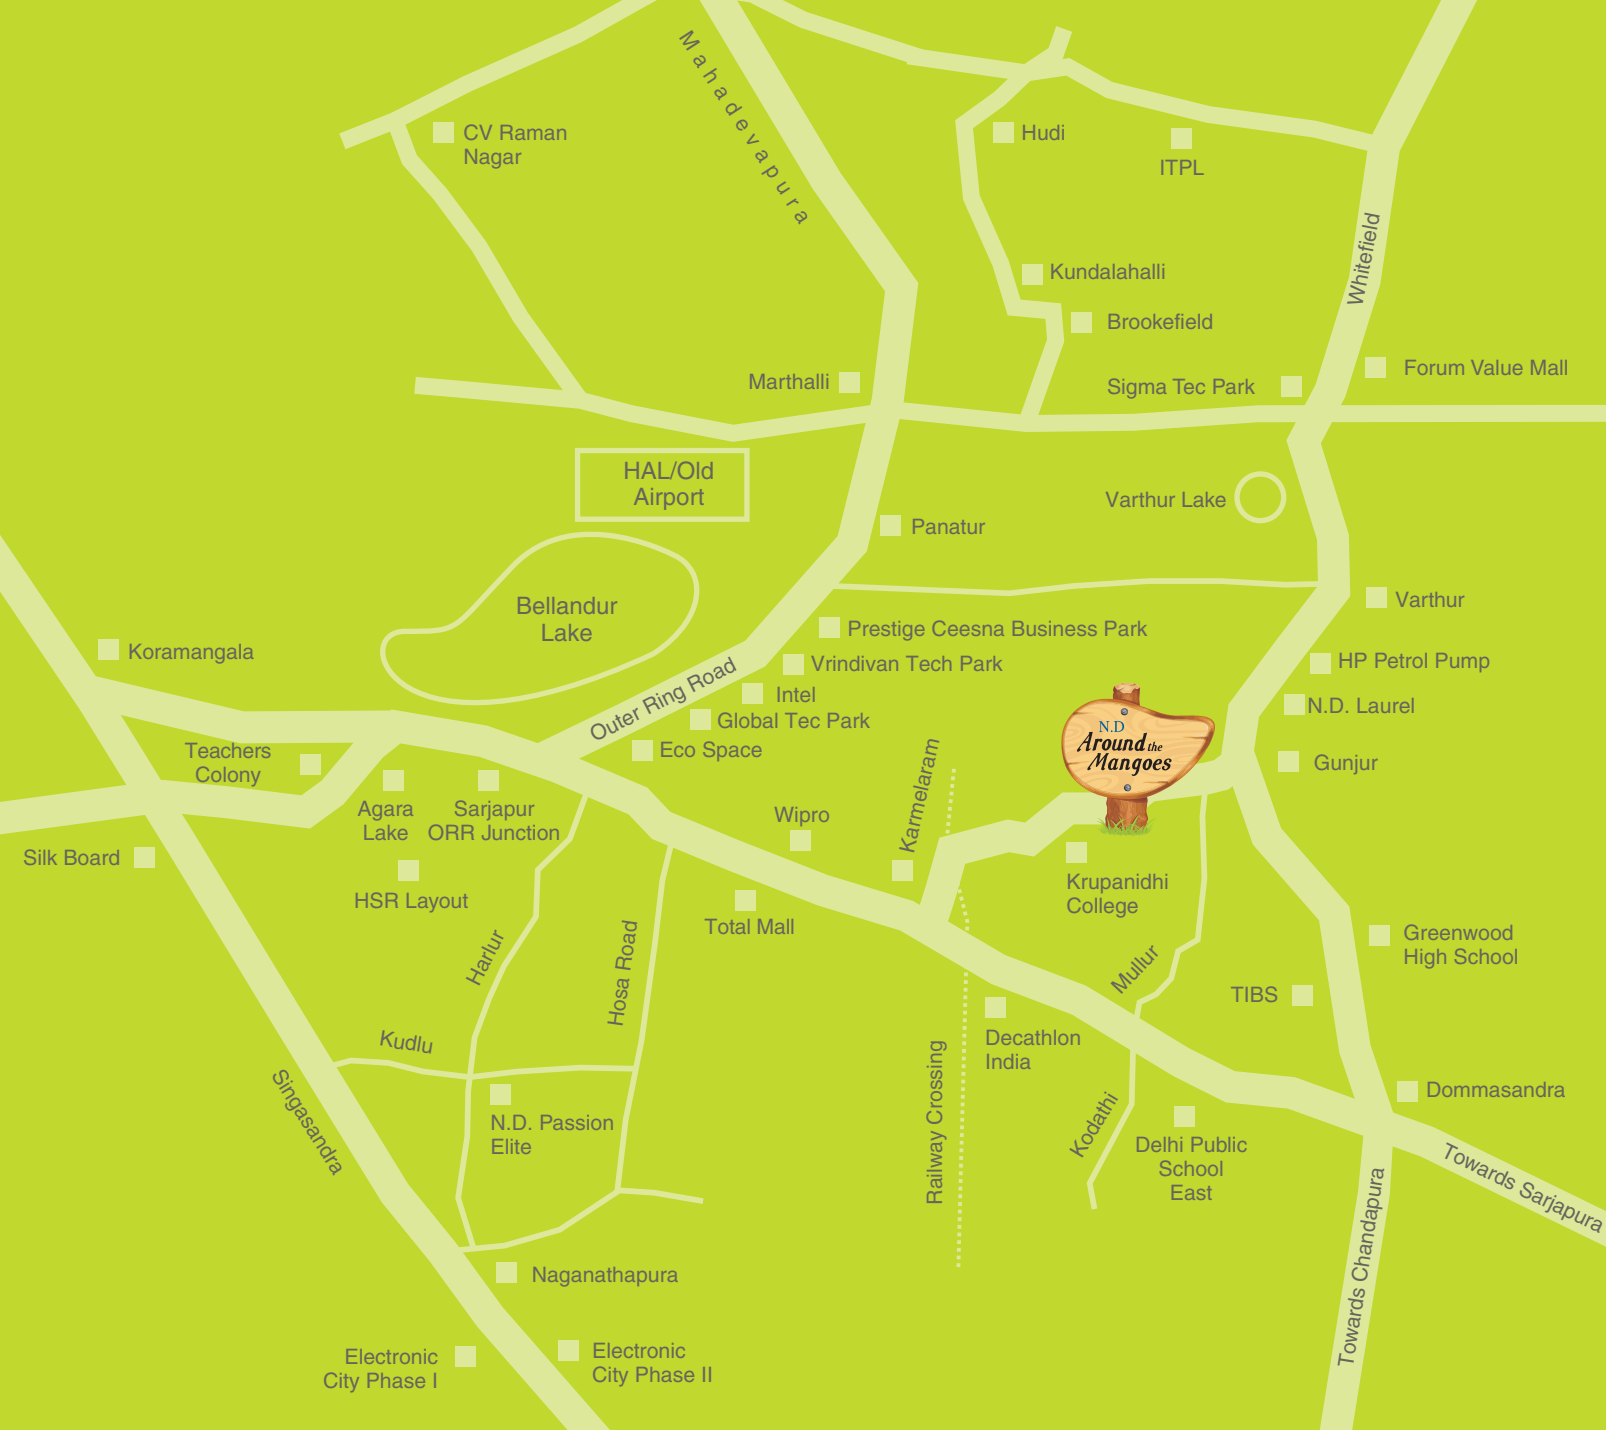 Mahadevapura
CV Raman
Nagar
Hudi
ITPL
Whitefield
Kundalahalli
Brookefield
Marthalli
Sigma Tec Park
Forum Value Mall
HAL/Old
Airport
Varthur Lake
Panatur
Bellandur
Lake
Varthur
Prestige Ceesna Business Park
Koramangala
Vrindivan Tech Park
HP Petrol Pump
Outer Ring Road
Intel
N.D. Laurel
Global Tec Park
Eco Space
N.D
Around the
Mangoes
Gunjur
Teachers
Colony
Agara
Lake
Sarjapur
ORR Junction
Wipro
Karmelaram
Silk Board
HSR Layout
Total Mall
Krupanidhi
College
Harlur
Hosa Road
Mullur
Greenwood
High School
TIBS
Kudlu
Decathlon
India
Singasandra
Railway Crossing
Kodathi
Dommasandra
N.D. Passion
Elite
Delhi Public
School
East
Towards Sarjapura
Towards Chandapura
Naganathapura
Electronic
City Phase I
Electronic
City Phase II